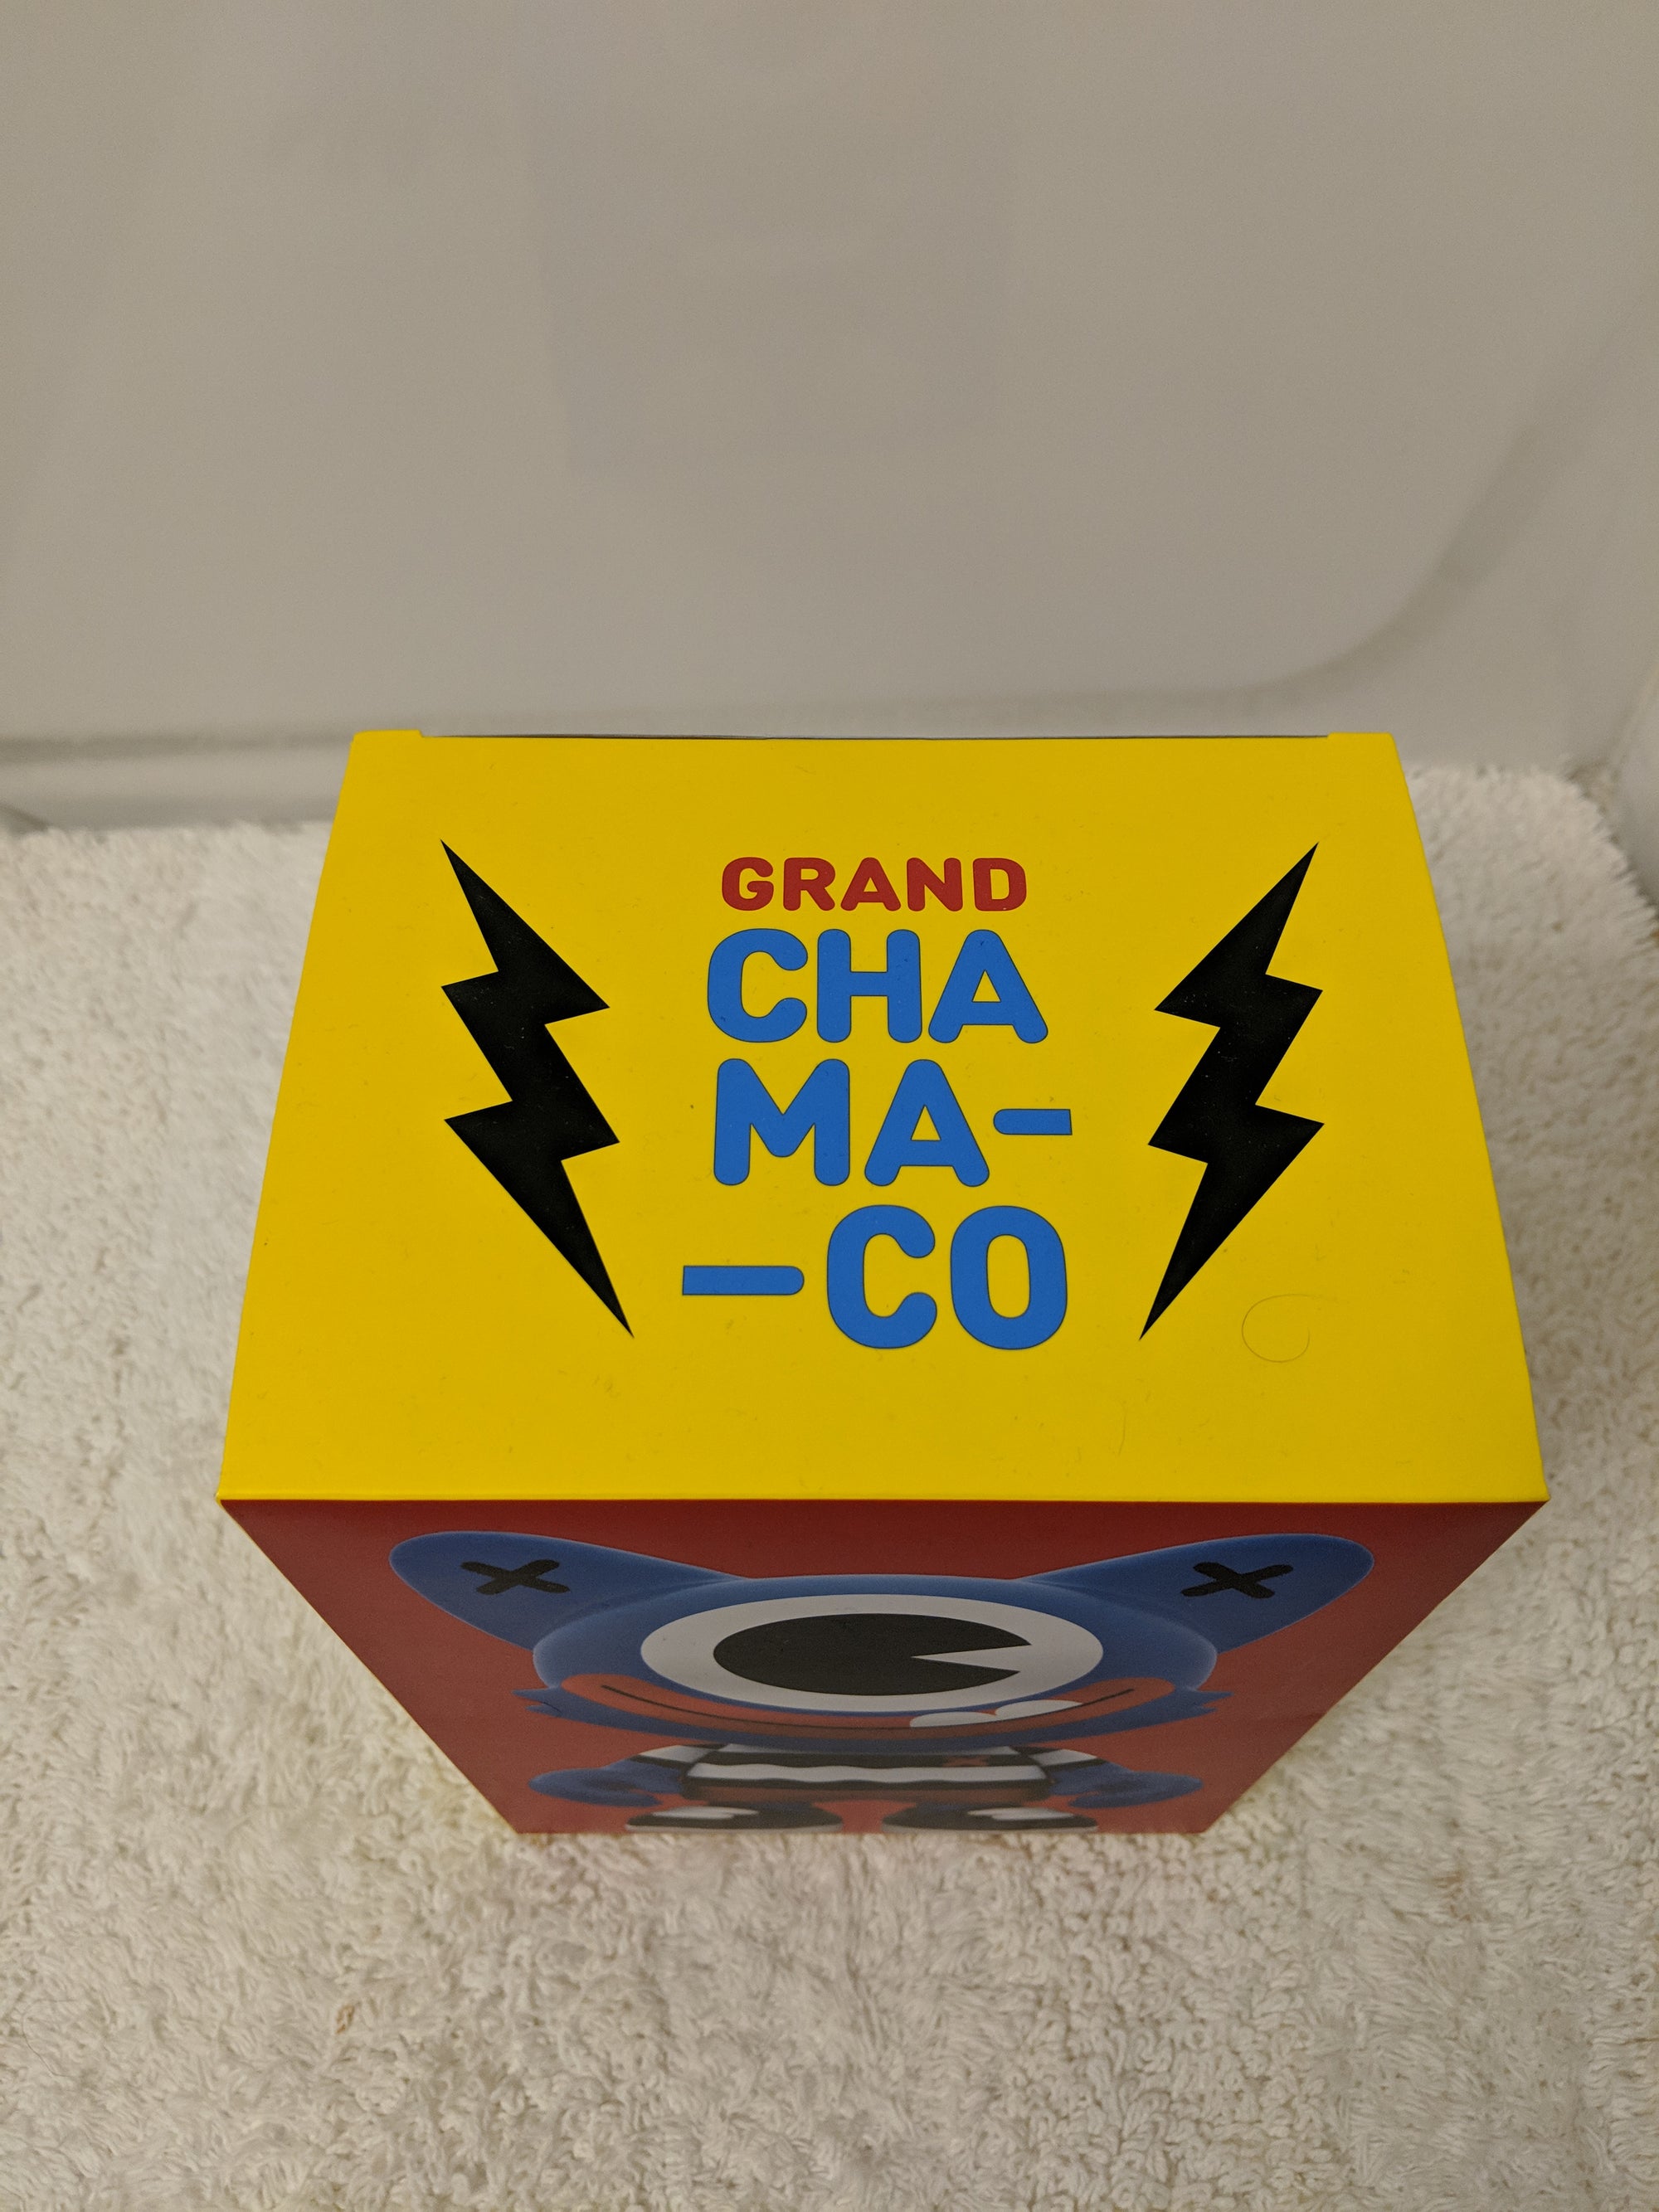 GRAND
CHA
MA-
-CO